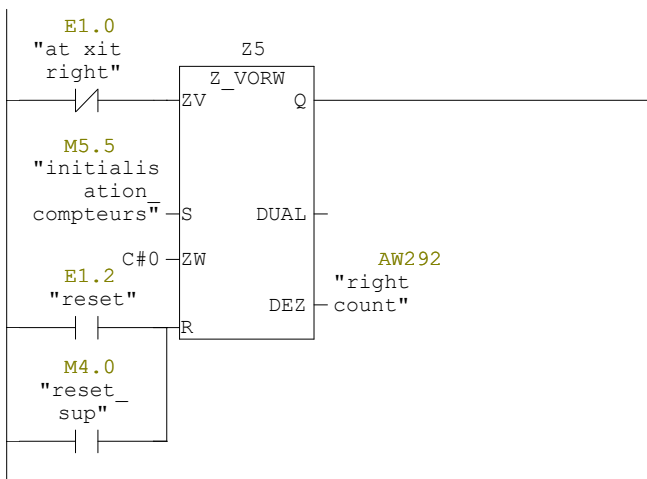 E1.0
"at xit
right"
Z5
Z_VORW
ZV
Q
M5.5
"initialis
ation_
compteurs"
S
DUAL
C#0
ZW
AW292
"right
count"
DEZ
E1.2
"reset"
R
M4.0
"reset_
sup"